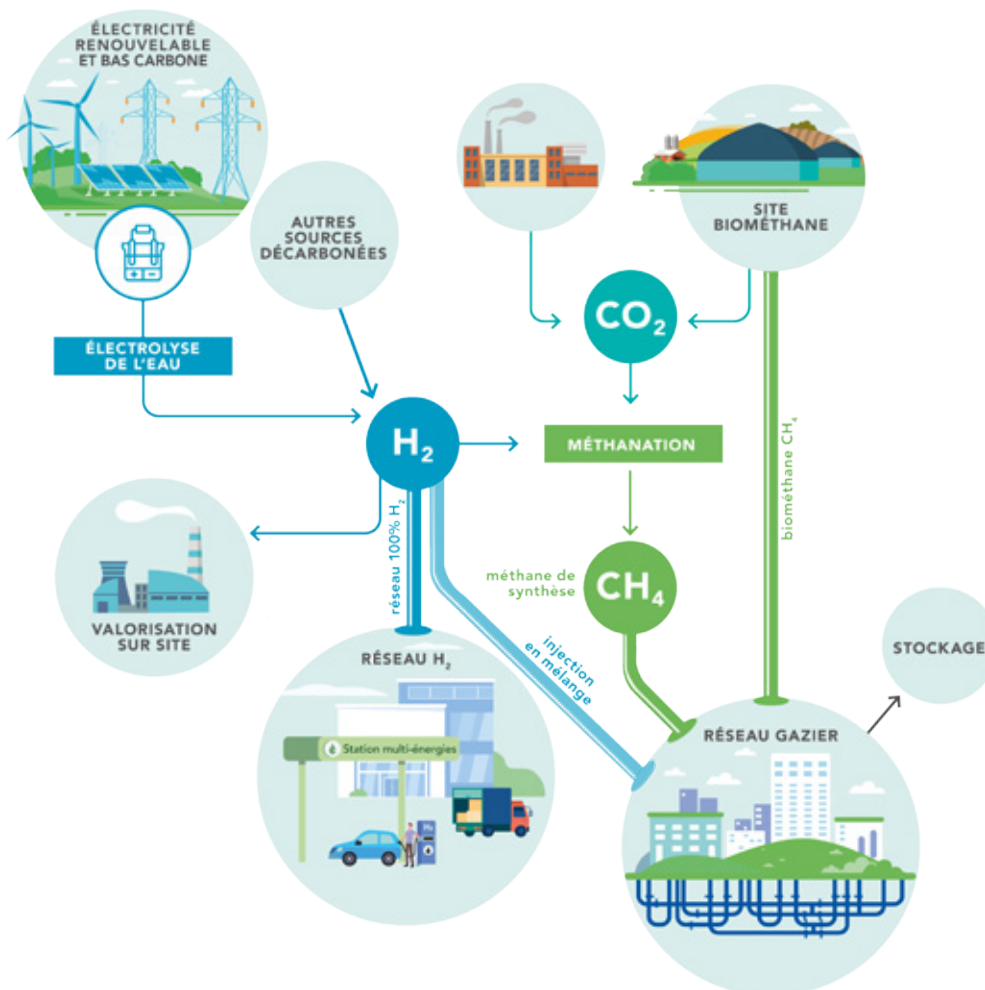 ÉLECTRICITÉ
RENOUVELABLE
ET BAS CARBONE
+ −
ÉLECTROLYSE
DE L'EAU
AUTRES
SOURCES
DÉCARBONÉES
SITE
BIOMÉTHANE
CO₂
H₂
MÉTHANATION
biométhane CH₄
réseau 100% H₂
méthane de
synthèse
CH₄
injection
en mélange
VALORISATION
SUR SITE
RÉSEAU H₂
Station multi-énergies
H₂
STOCKAGE
RÉSEAU GAZIER